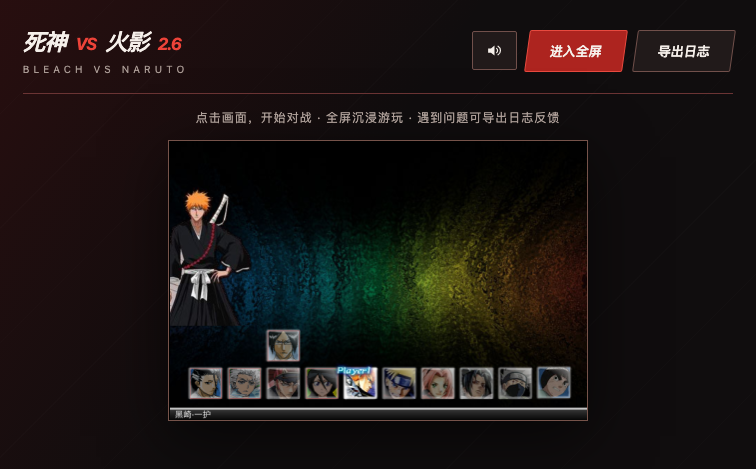 死神 VS 火影 2.6
BLEACH VS NARUTO
进入全屏
导出日志
点击画面，开始对战 · 全屏沉浸游玩 · 遇到问题可导出日志反馈
Player1
黑崎·一护